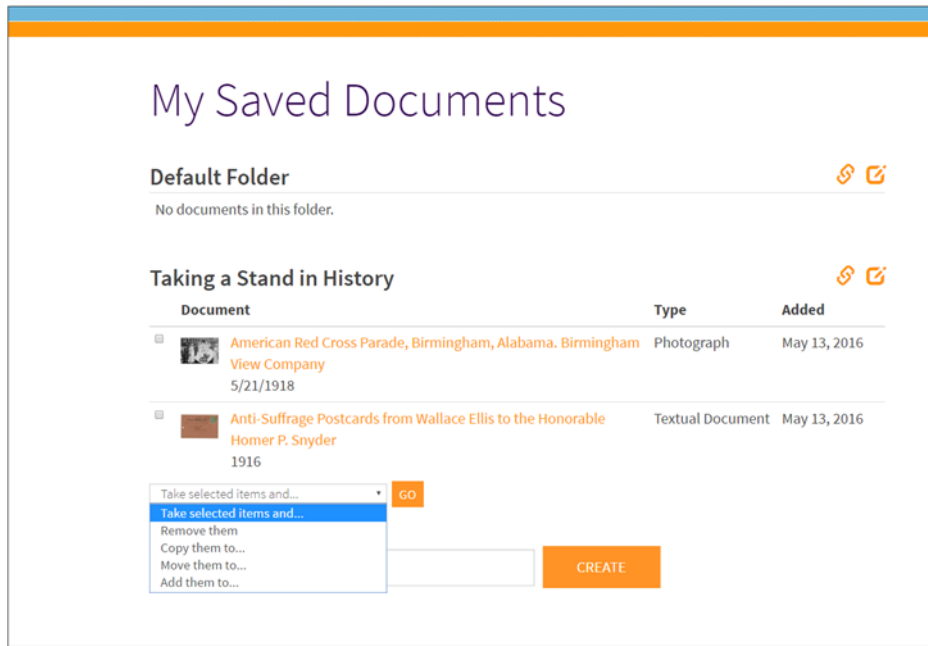 My Saved Documents
Default Folder
No documents in this folder.
Taking a Stand in History
Document Type Added
American Red Cross Parade, Birmingham, Alabama. Birmingham Photograph May 13, 2016
View Company
5/21/1918
Anti-Suffrage Postcards from Wallace Ellis to the Honorable Textual Document May 13, 2016
Homer P. Snyder
1916
Take selected items and... GO
Take selected items and...
Remove them
Copy them to...
Move them to...
CREATE
Add them to...